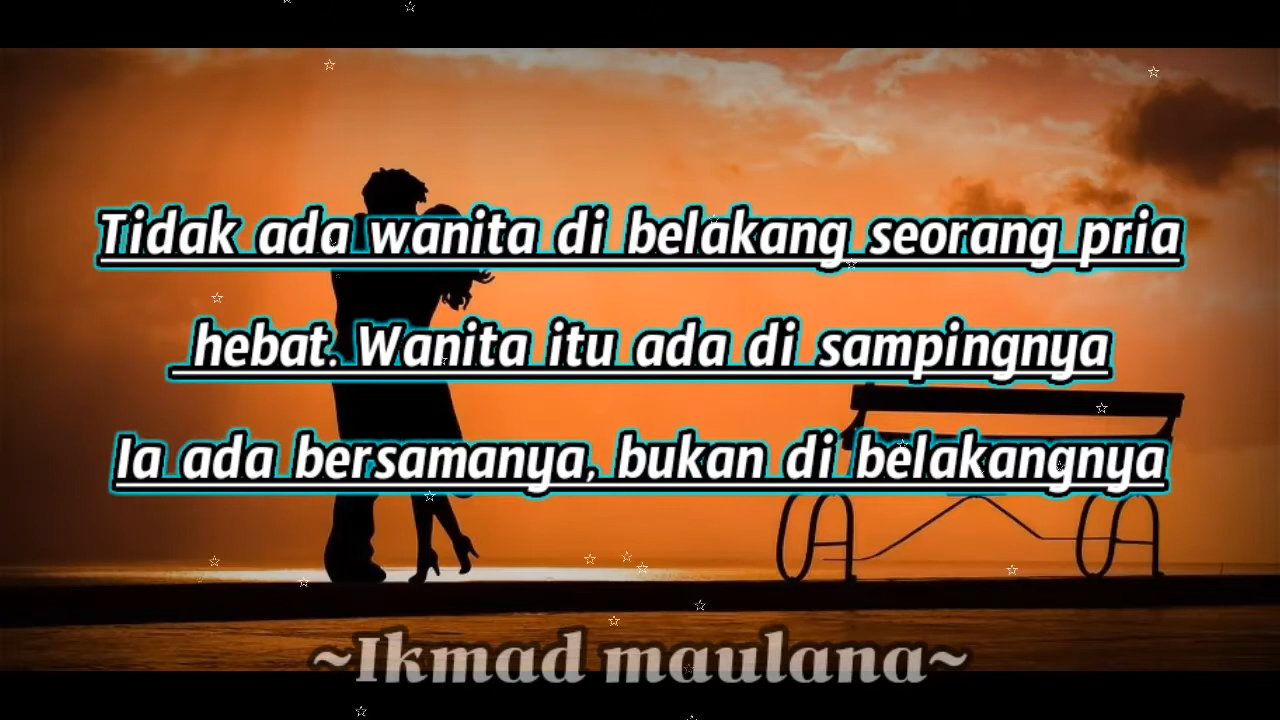 Tidak ada wanita di belakang seorang pria
hebat. Wanita itu ada di sampingnya
Ia ada bersamanya, bukan di belakangnya
~Ikmad maulana~